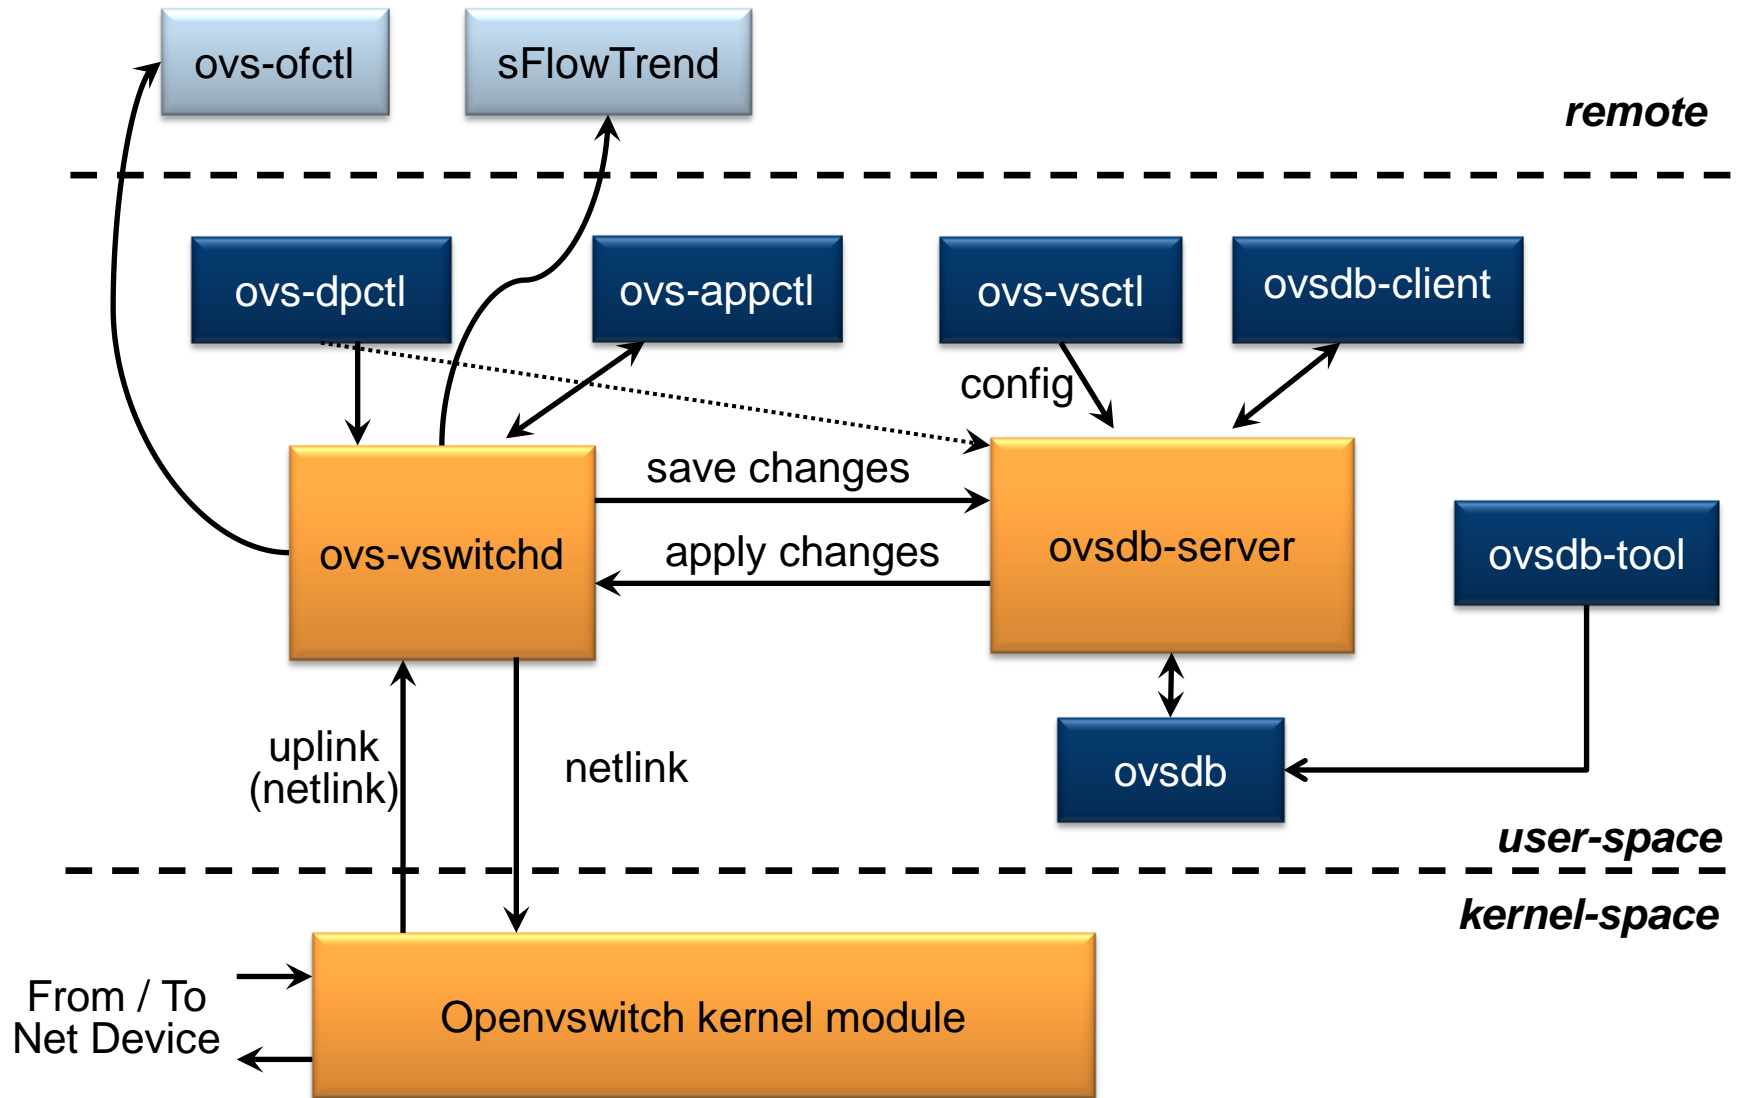 ovs-ofctl
sFlowTrend
remote
ovs-dpctl
ovs-appctl
ovs-vsctl
ovsdb-client
config
save changes
ovs-vswitchd
apply changes
ovsdb-server
ovsdb-tool
uplink
(netlink)
netlink
ovsdb
user-space
kernel-space
From / To
Net Device
Openvswitch kernel module